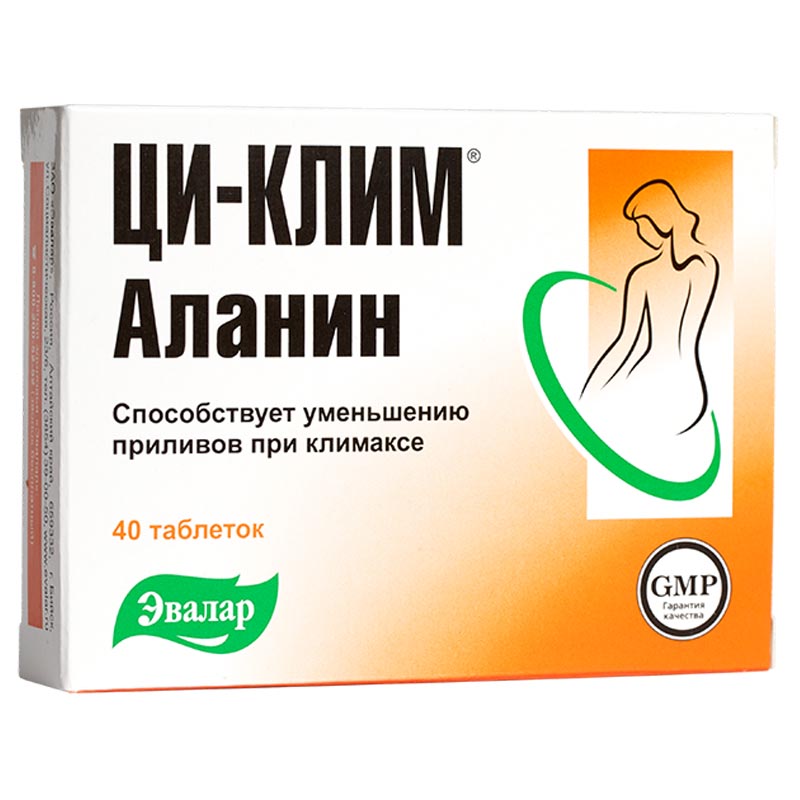 ЦИ-КЛИМ®
Аланин
Способствует уменьшению
приливов при климаксе
40 таблеток
Эвалар
GMP
Гарантия
качества